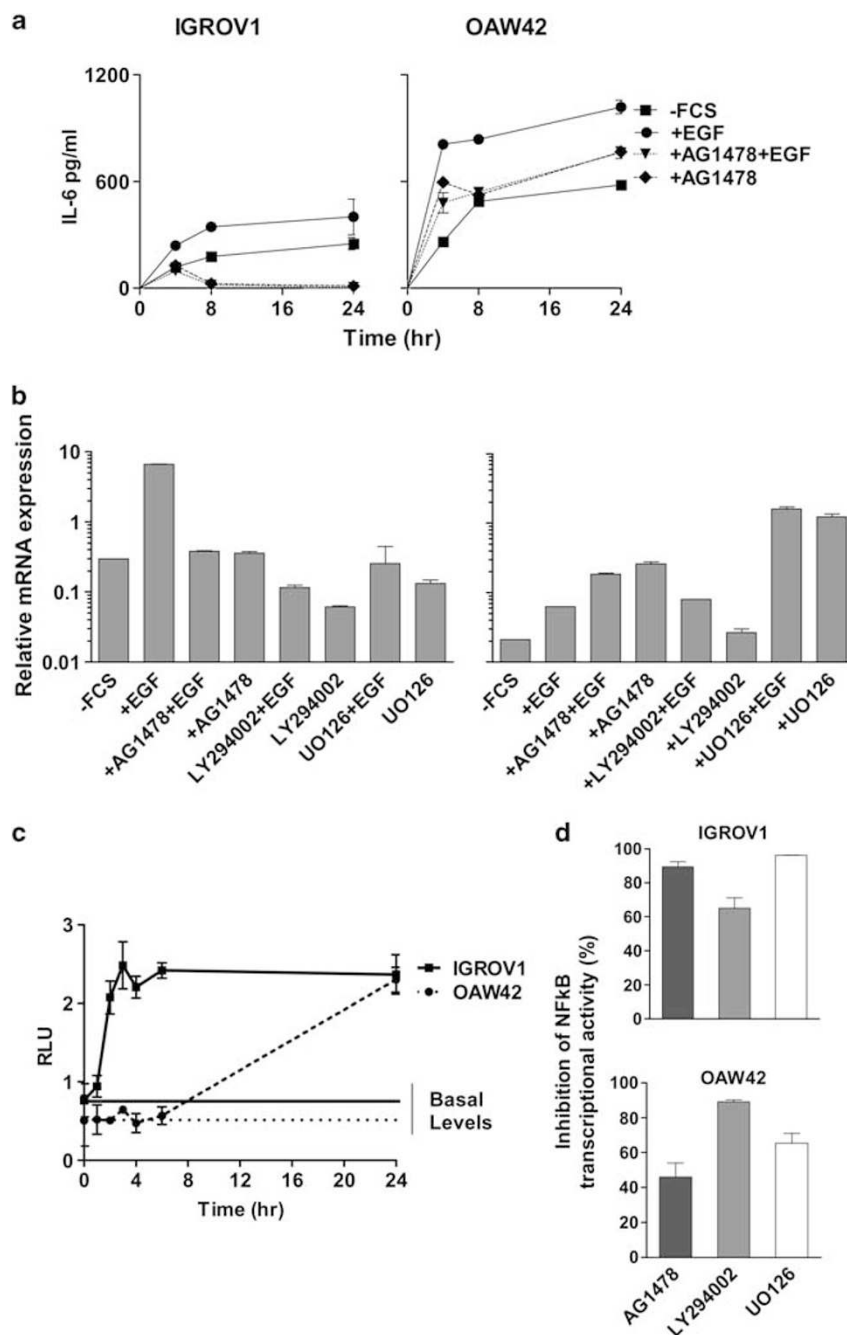 a
IGROV1
OAW42
1200
600
0
IL-6 pg/ml
0 8 16 24
0 8 16 24
Time (hr)
-FCS
+EGF
+AG1478+EGF
+AG1478
b
Relative mRNA expression
10
1
0.1
0.01
-FCS
+EGF
+AG1478+EGF
+AG1478
LY294002+EGF
LY294002
UO126+EGF
UO126
-FCS
+EGF
+AG1478+EGF
+AG1478
+LY294002+EGF
+LY294002
+UO126+EGF
+UO126
c
RLU
3
2
1
0
0 4 8 12 16 20 24
Time (hr)
IGROV1
OAW42
Basal
Levels
d
Inhibition of NFkB
transcriptional activity (%)
IGROV1
100
80
60
40
20
0
OAW42
100
80
60
40
20
0
AG1478
LY294002
UO126